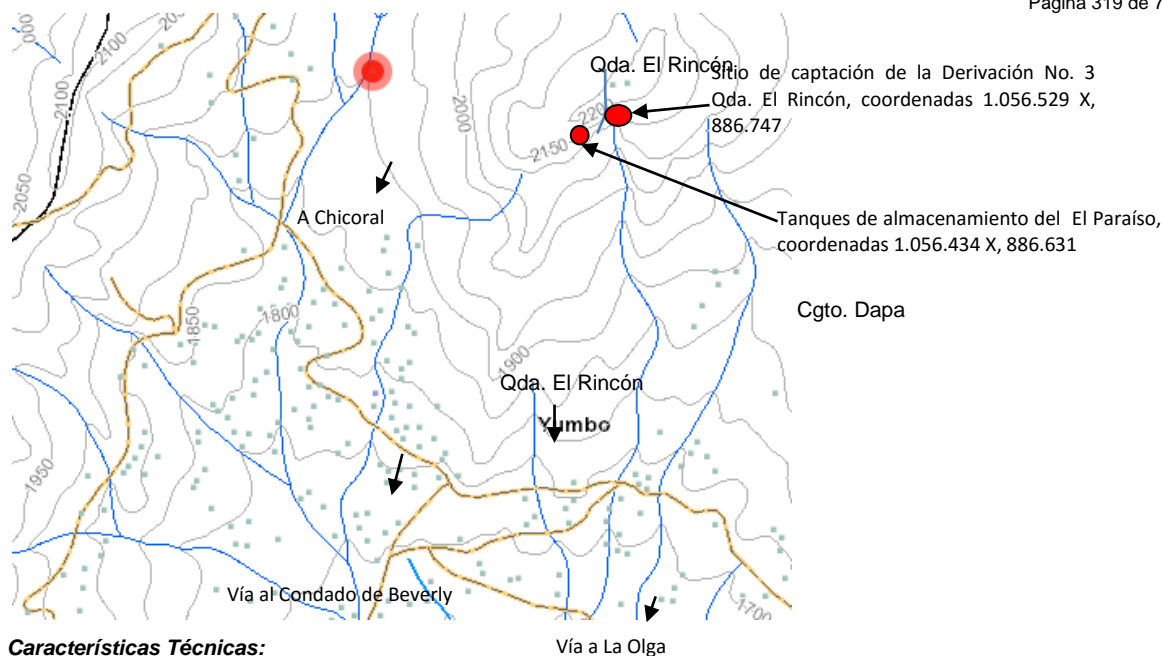 Página 319 de 7
2100
2100
2050
2000
Qda. El Rincón
Sitio de captación de la Derivación No. 3
Qda. El Rincón, coordenadas 1.056.529 X,
886.747
2200
2150
A Chicoral
Tanques de almacenamiento del El Paraíso,
coordenadas 1.056.434 X, 886.631
Cgto. Dapa
1850
1800
1900
Qda. El Rincón
Yumbo
1950
Vía al Condado de Beverly
1700
Características Técnicas:
Vía a La Olga